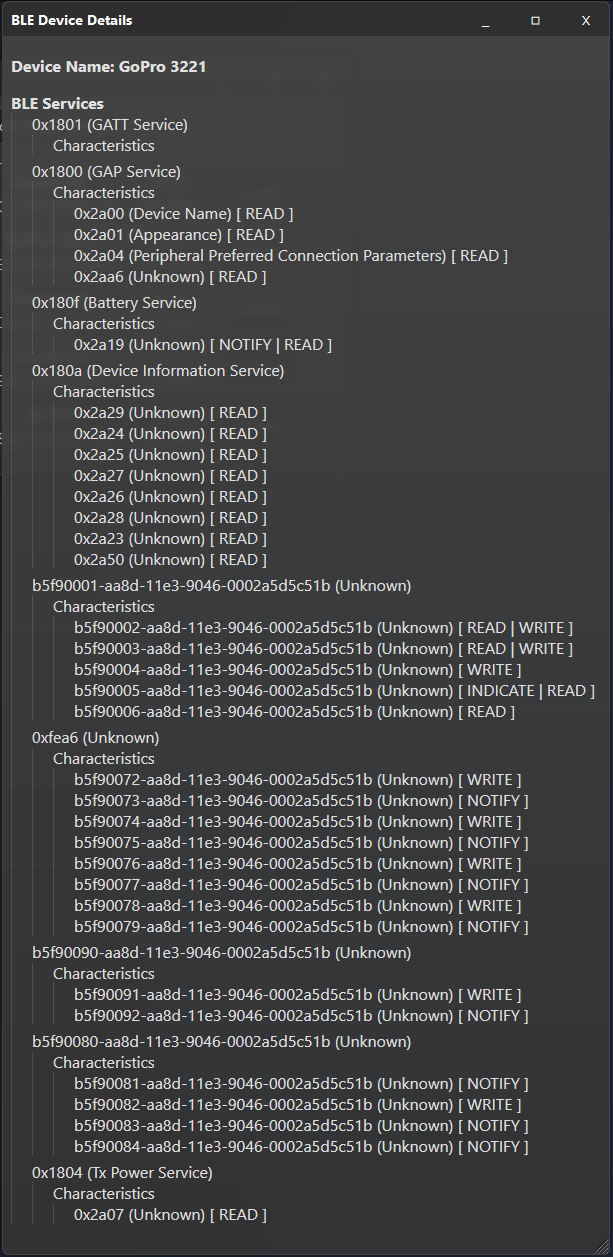 BLE Device Details _ □ X
Device Name: GoPro 3221
BLE Services
0x1801 (GATT Service)
Characteristics
0x1800 (GAP Service)
Characteristics
0x2a00 (Device Name) [ READ ]
0x2a01 (Appearance) [ READ ]
0x2a04 (Peripheral Preferred Connection Parameters) [ READ ]
0x2aa6 (Unknown) [ READ ]
0x180f (Battery Service)
Characteristics
0x2a19 (Unknown) [ NOTIFY | READ ]
0x180a (Device Information Service)
Characteristics
0x2a29 (Unknown) [ READ ]
0x2a24 (Unknown) [ READ ]
0x2a25 (Unknown) [ READ ]
0x2a27 (Unknown) [ READ ]
0x2a26 (Unknown) [ READ ]
0x2a28 (Unknown) [ READ ]
0x2a23 (Unknown) [ READ ]
0x2a50 (Unknown) [ READ ]
b5f90001-aa8d-11e3-9046-0002a5d5c51b (Unknown)
Characteristics
b5f90002-aa8d-11e3-9046-0002a5d5c51b (Unknown) [ READ | WRITE ]
b5f90003-aa8d-11e3-9046-0002a5d5c51b (Unknown) [ READ | WRITE ]
b5f90004-aa8d-11e3-9046-0002a5d5c51b (Unknown) [ WRITE ]
b5f90005-aa8d-11e3-9046-0002a5d5c51b (Unknown) [ INDICATE | READ ]
b5f90006-aa8d-11e3-9046-0002a5d5c51b (Unknown) [ READ ]
0xfea6 (Unknown)
Characteristics
b5f90072-aa8d-11e3-9046-0002a5d5c51b (Unknown) [ WRITE ]
b5f90073-aa8d-11e3-9046-0002a5d5c51b (Unknown) [ NOTIFY ]
b5f90074-aa8d-11e3-9046-0002a5d5c51b (Unknown) [ WRITE ]
b5f90075-aa8d-11e3-9046-0002a5d5c51b (Unknown) [ NOTIFY ]
b5f90076-aa8d-11e3-9046-0002a5d5c51b (Unknown) [ WRITE ]
b5f90077-aa8d-11e3-9046-0002a5d5c51b (Unknown) [ NOTIFY ]
b5f90078-aa8d-11e3-9046-0002a5d5c51b (Unknown) [ WRITE ]
b5f90079-aa8d-11e3-9046-0002a5d5c51b (Unknown) [ NOTIFY ]
b5f90090-aa8d-11e3-9046-0002a5d5c51b (Unknown)
Characteristics
b5f90091-aa8d-11e3-9046-0002a5d5c51b (Unknown) [ WRITE ]
b5f90092-aa8d-11e3-9046-0002a5d5c51b (Unknown) [ NOTIFY ]
b5f90080-aa8d-11e3-9046-0002a5d5c51b (Unknown)
Characteristics
b5f90081-aa8d-11e3-9046-0002a5d5c51b (Unknown) [ NOTIFY ]
b5f90082-aa8d-11e3-9046-0002a5d5c51b (Unknown) [ WRITE ]
b5f90083-aa8d-11e3-9046-0002a5d5c51b (Unknown) [ NOTIFY ]
b5f90084-aa8d-11e3-9046-0002a5d5c51b (Unknown) [ NOTIFY ]
0x1804 (Tx Power Service)
Characteristics
0x2a07 (Unknown) [ READ ]